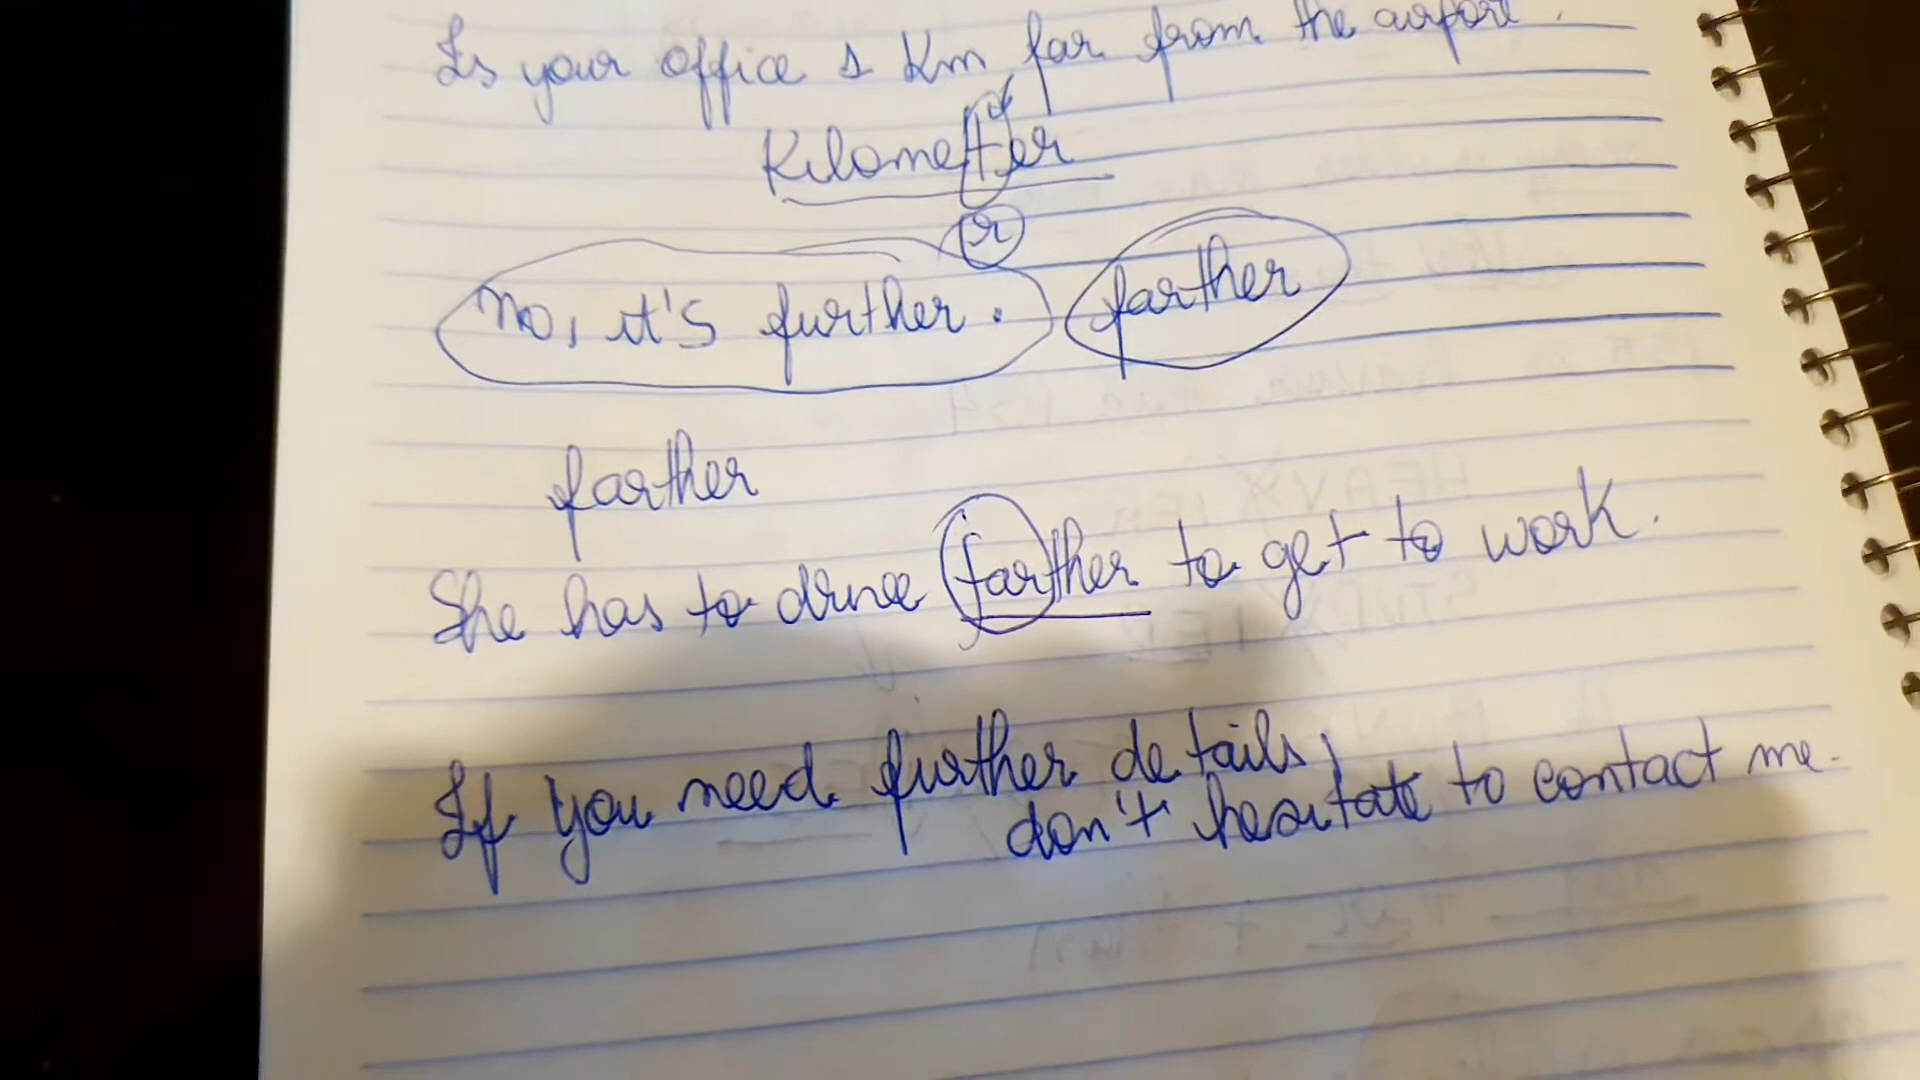 Is your office 1 Km far from the airport.
Kilometer
r
No, it's further. farther
farther
She has to drive farther to get to work.
If you need further details,
don't hesitate to contact me.